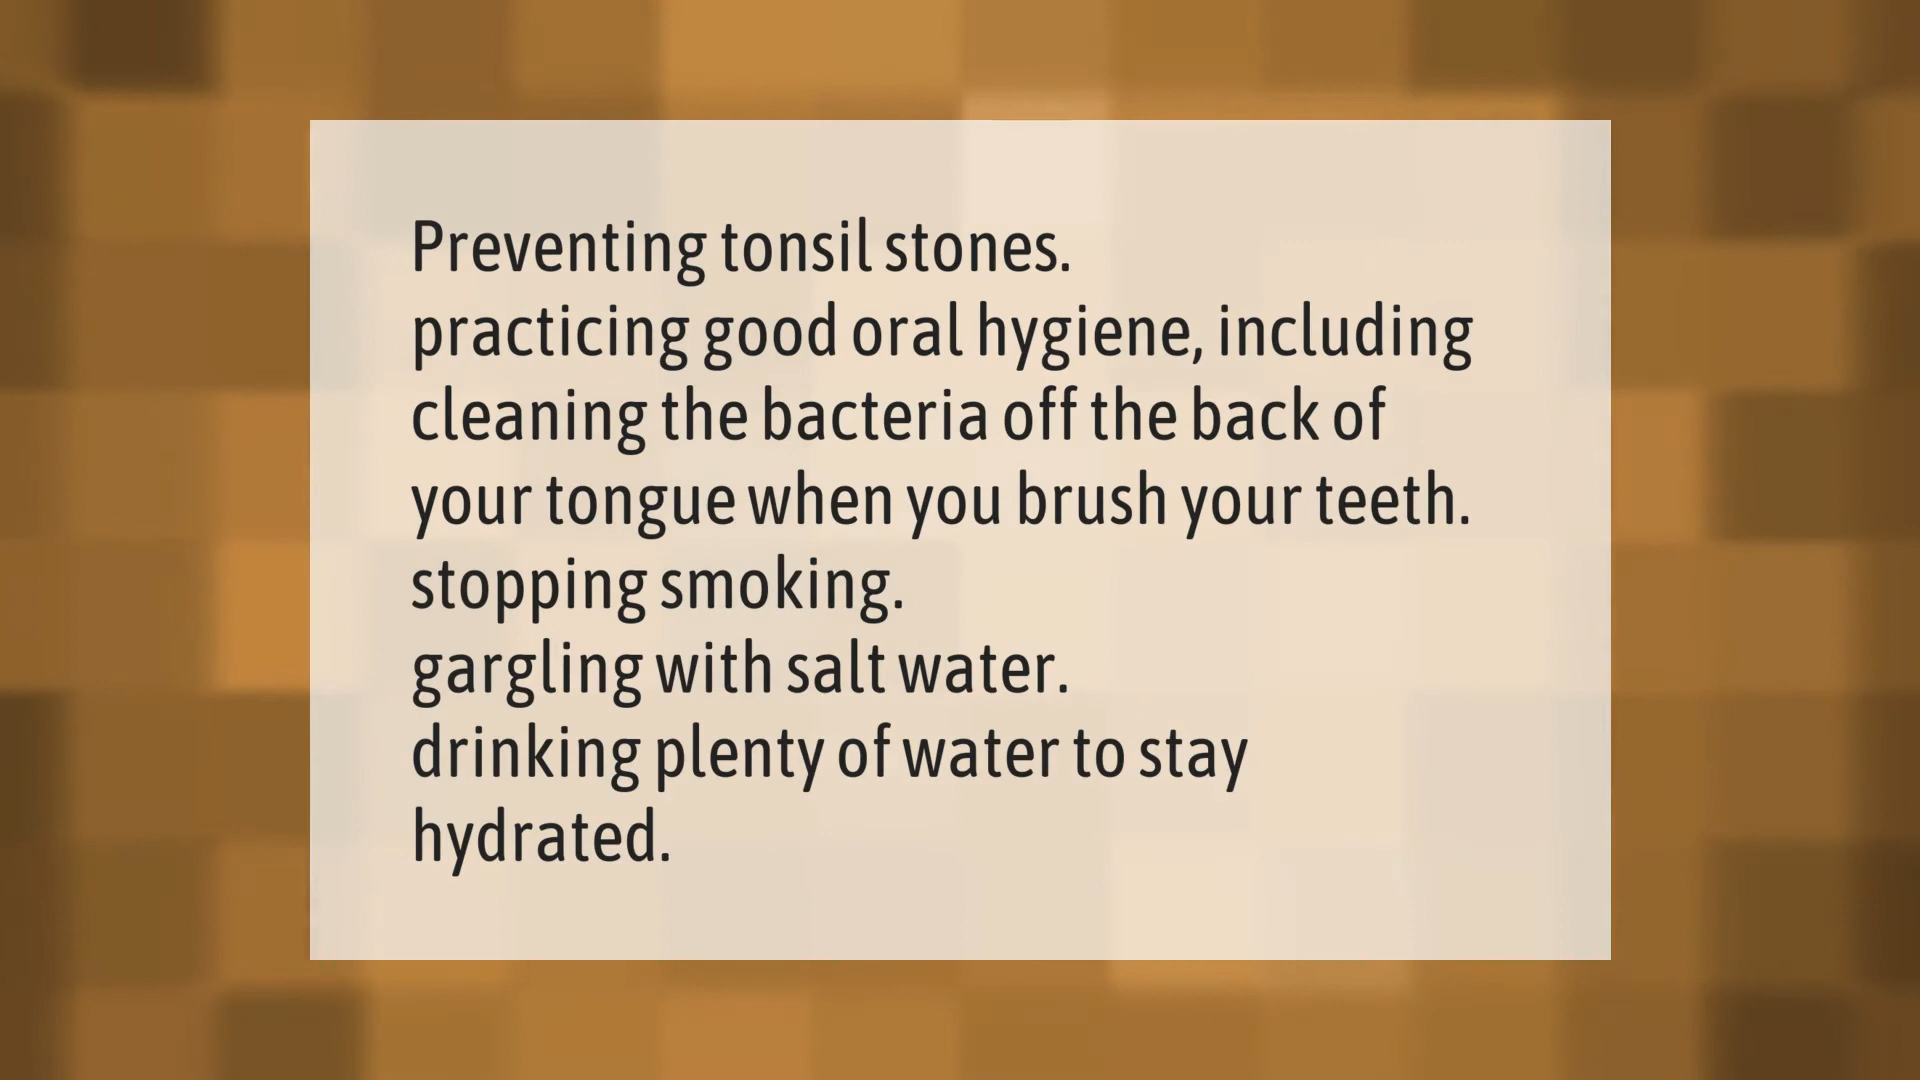 Preventing tonsil stones.
practicing good oral hygiene, including
cleaning the bacteria off the back of
your tongue when you brush your teeth.
stopping smoking.
gargling with salt water.
drinking plenty of water to stay
hydrated.